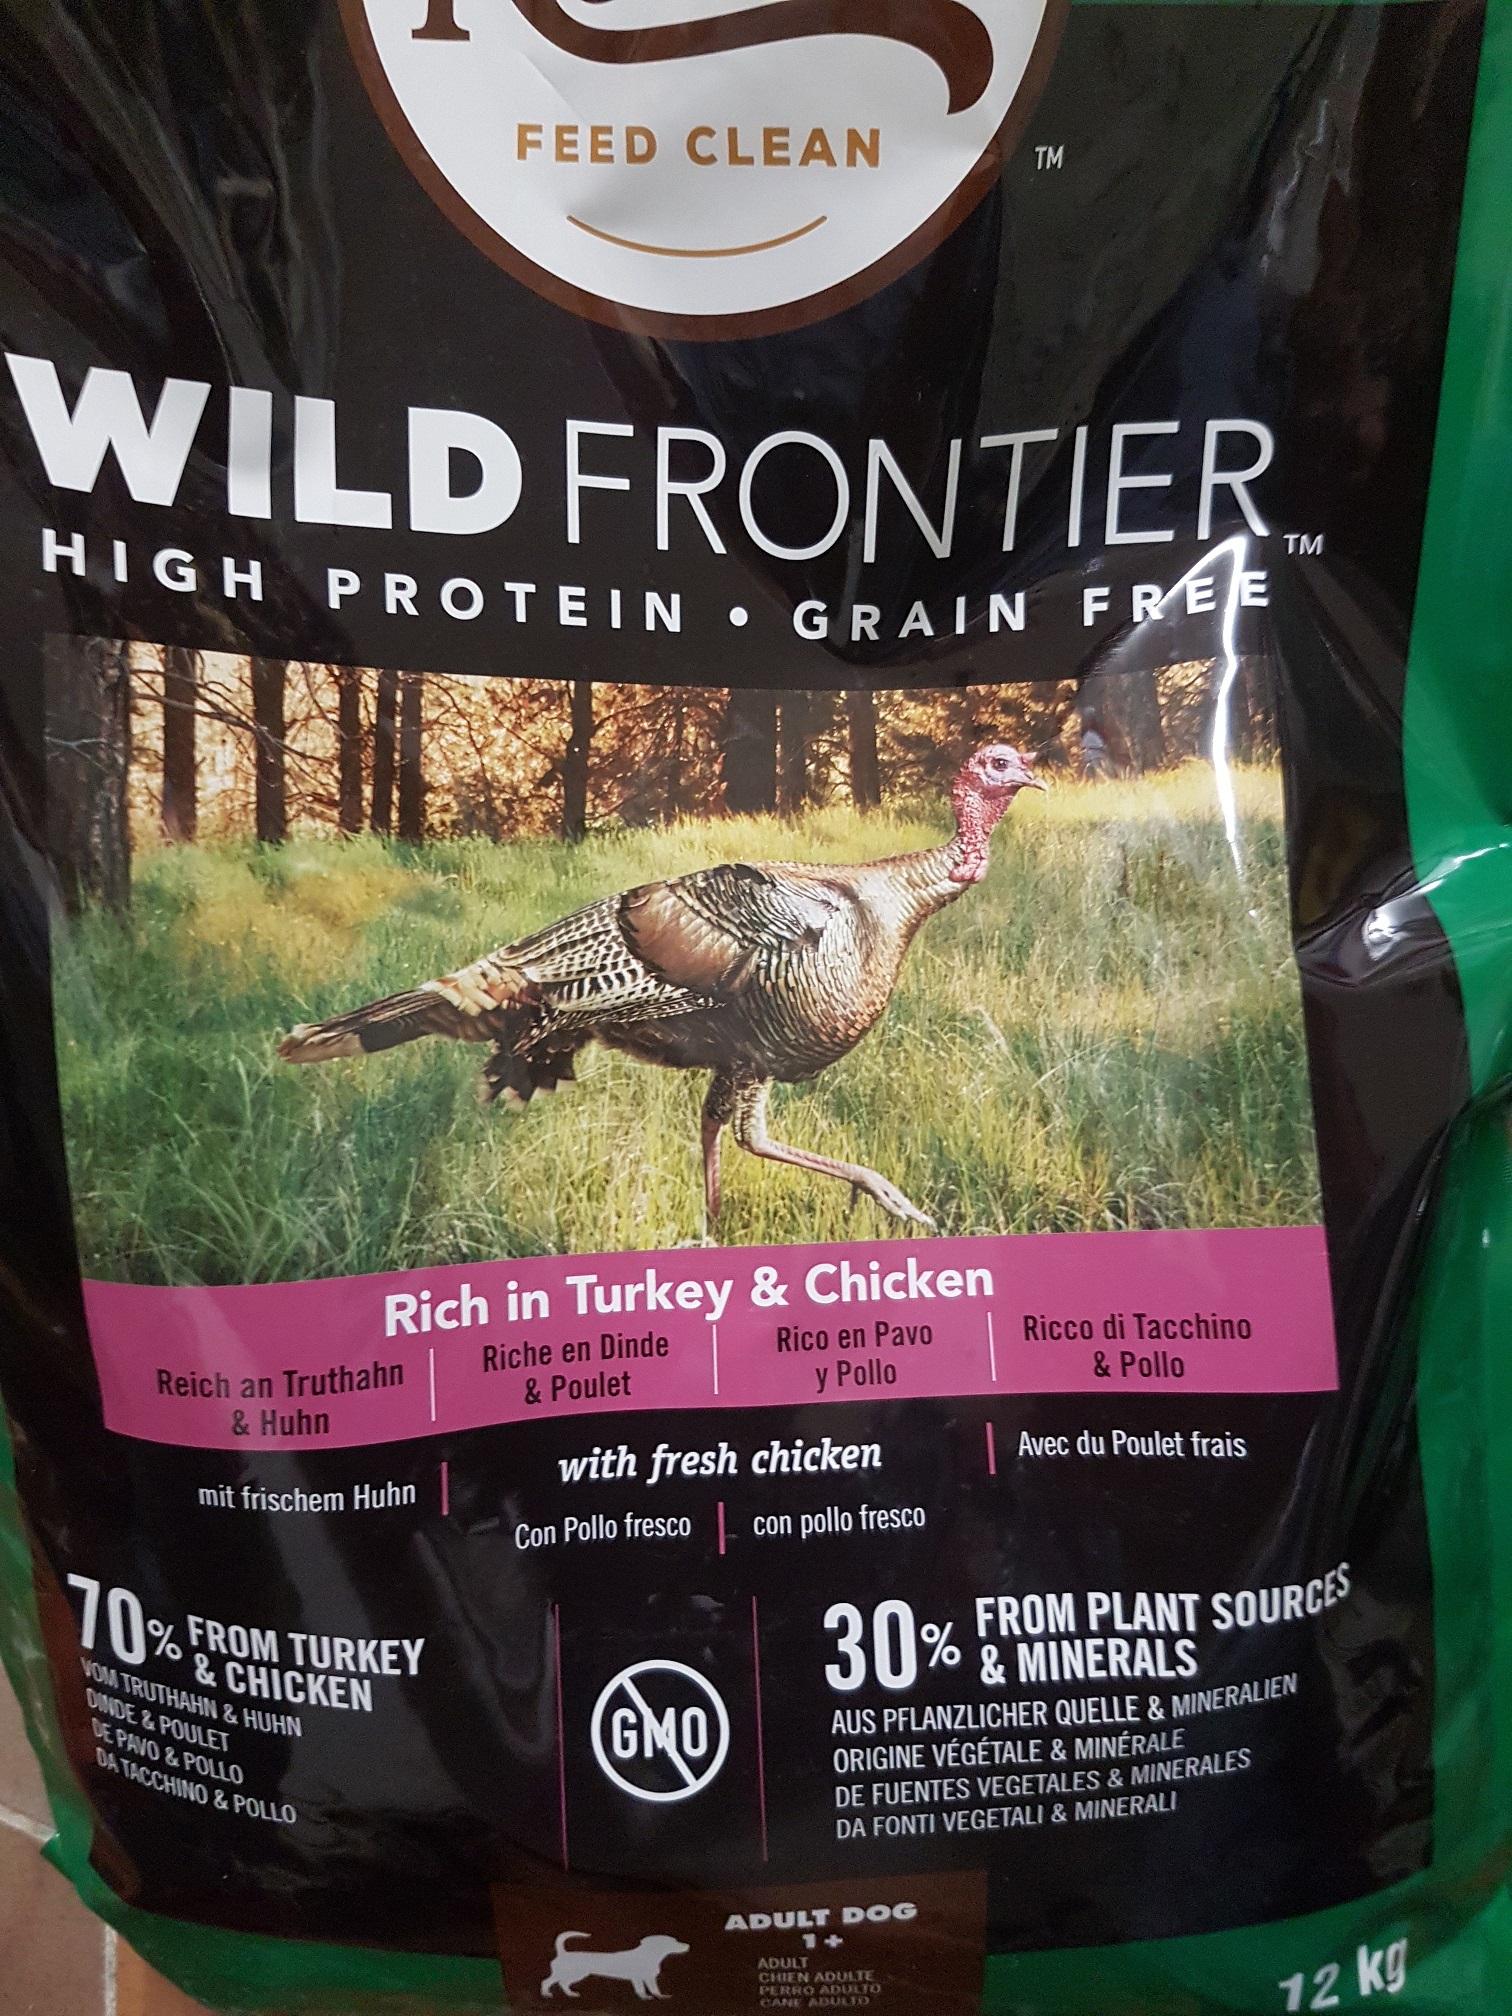 FEED CLEAN
TM
WILD FRONTIER TM
HIGH PROTEIN • GRAIN FREE
Rich in Turkey & Chicken
Reich an Truthahn
& Huhn
Riche en Dinde
& Poulet
Rico en Pavo
y Pollo
Ricco di Tacchino
& Pollo
with fresh chicken
mit frischem Huhn
Avec du Poulet frais
Con Pollo fresco
con pollo fresco
70% FROM TURKEY
& CHICKEN
VOM TRUTHAHN & HUHN
DINDE & POULET
DE PAVO & POLLO
DA TACCHINO & POLLO
GMO
30% FROM PLANT SOURCES
& MINERALS
AUS PFLANZLICHER QUELLE & MINERALIEN
ORIGINE VÉGÉTALE & MINÉRALE
DE FUENTES VEGETALES & MINERALES
DA FONTI VEGETALI & MINERALI
ADULT DOG
1+
ADULT
CHIEN ADULTE
PERRO ADULTO
CANE ADULTO
12 kg